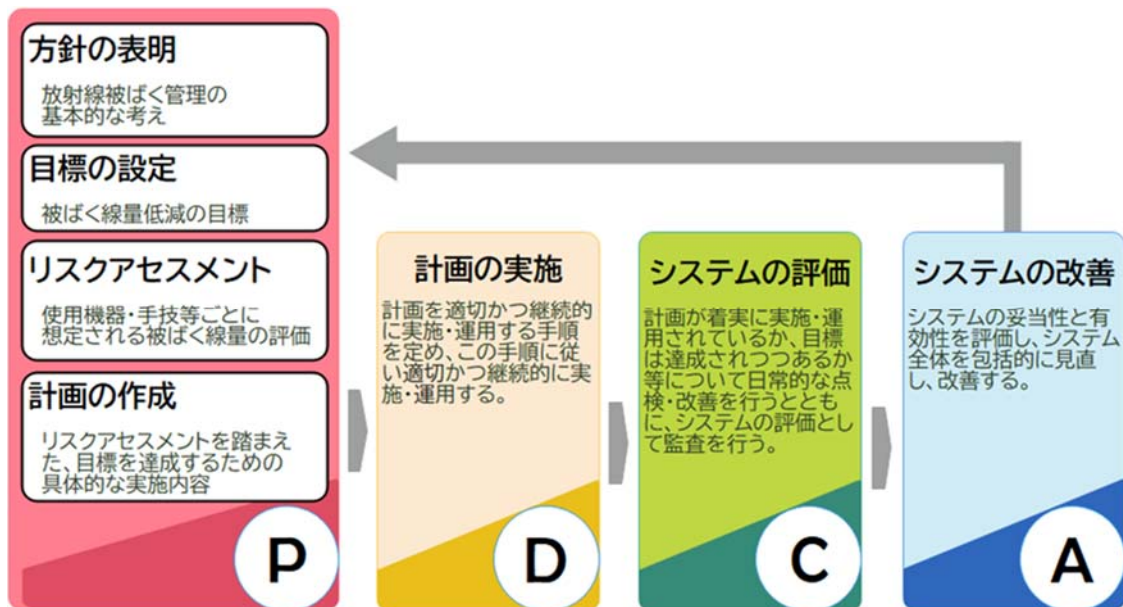 方針の表明
放射線被ばく管理の
基本的な考え
目標の設定
被ばく線量低減の目標
リスクアセスメント
使用機器・手技等ごとに
想定される被ばく線量の評価
計画の作成
リスクアセスメントを踏まえ
た、目標を達成するための
具体的な実施内容
P
計画の実施
計画を適切かつ継続的
に実施・運用する手順
を定め、この手順に従
い適切かつ継続的に実
施・運用する。
D
システムの評価
計画が着実に実施・運
用されているか、目標
は達成されつつあるか
等について日常的な点
検・改善を行うととも
に、システムの評価とし
て監査を行う。
C
システムの改善
システムの妥当性と有
効性を評価し、システム
全体を包括的に見直
し、改善する。
A